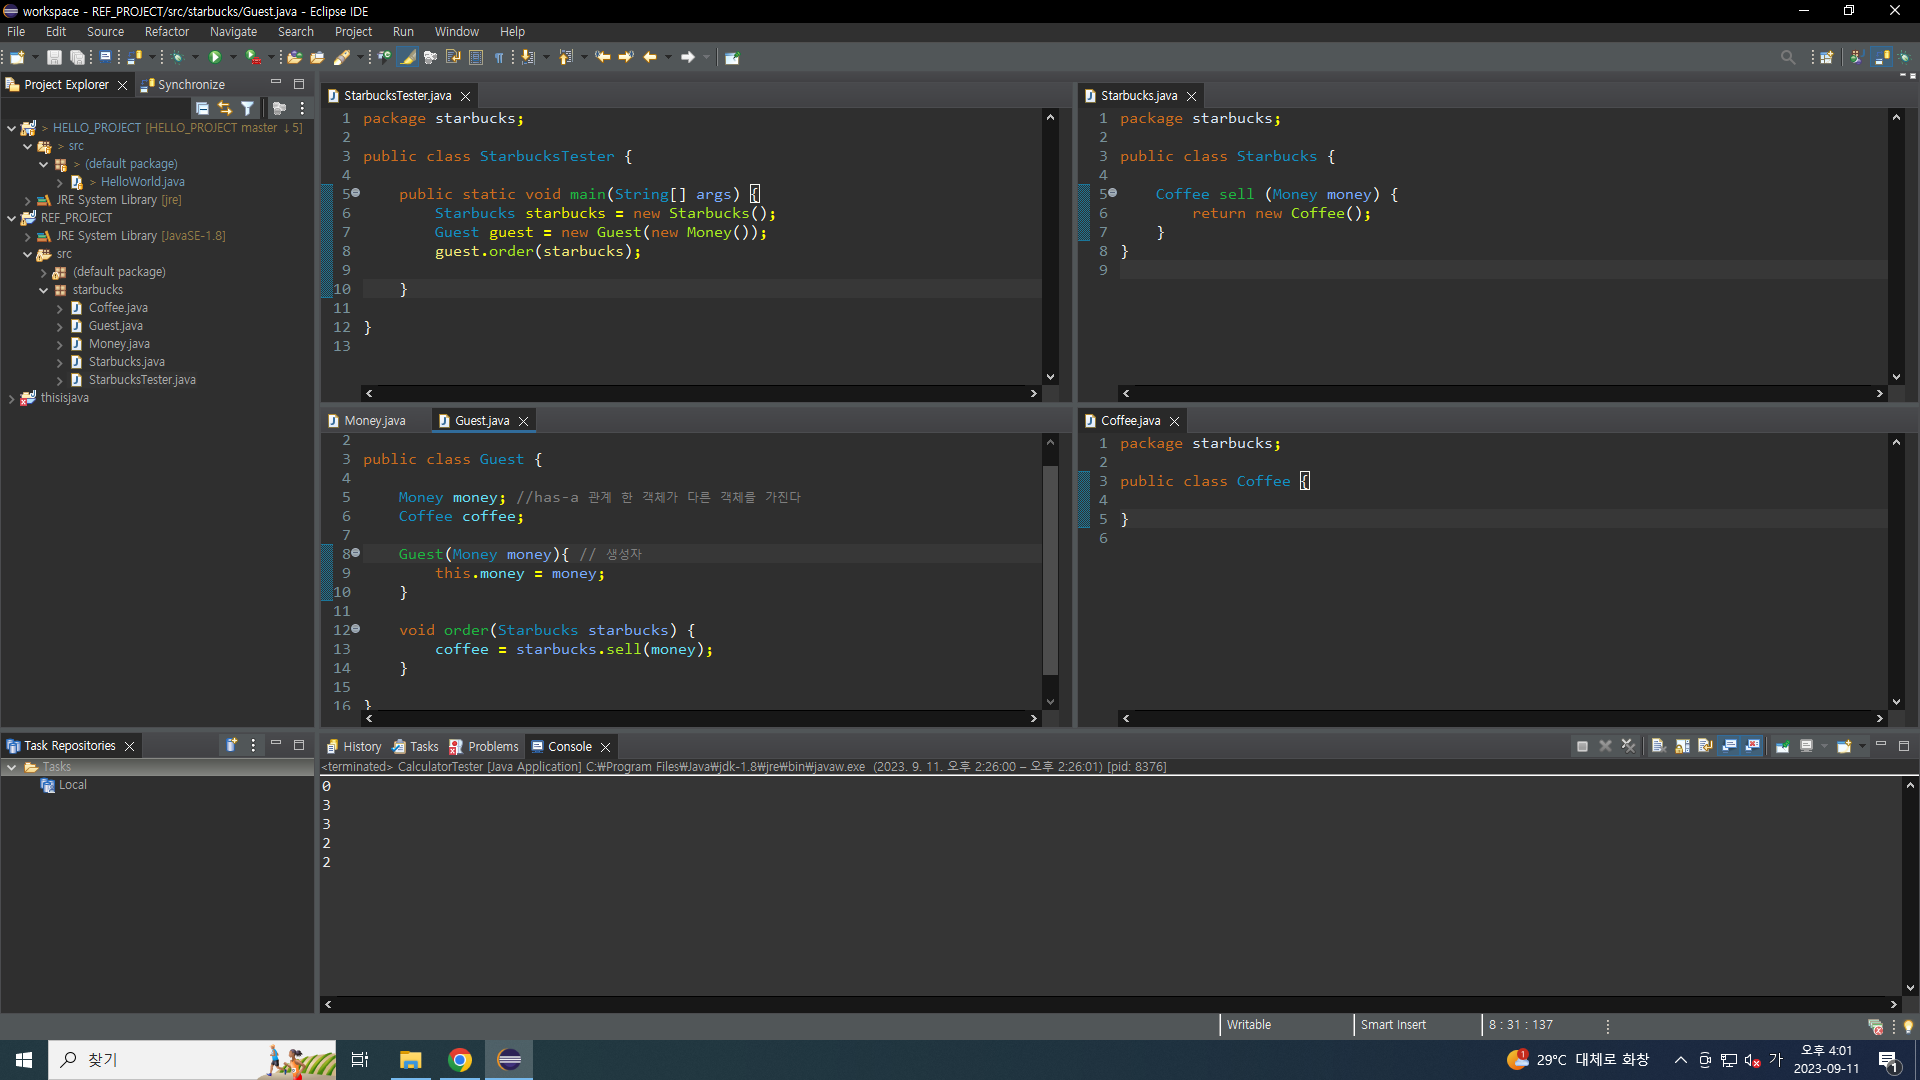 workspace - REF_PROJECT/src/starbucks/Guest.java - Eclipse IDE
File Edit Source Refactor Navigate Search Project Run Window Help
Project Explorer
Synchronize
> HELLO_PROJECT [HELLO_PROJECT master ↓5]
> src
> (default package)
> HelloWorld.java
JRE System Library [jre]
REF_PROJECT
JRE System Library [JavaSE-1.8]
src
(default package)
starbucks
Coffee.java
Guest.java
Money.java
Starbucks.java
StarbucksTester.java
thisisjava
StarbucksTester.java
1 package starbucks;
2
3 public class StarbucksTester {
4
5 public static void main(String[] args) {
6 Starbucks starbucks = new Starbucks();
7 Guest guest = new Guest(new Money());
8 guest.order(starbucks);
9
10 }
11
12 }
13
Starbucks.java
1 package starbucks;
2
3 public class Starbucks {
4
5 Coffee sell (Money money) {
6 return new Coffee();
7 }
8 }
9
Money.java
Guest.java
2
3 public class Guest {
4
5 Money money; //has-a 관계 한 객체가 다른 객체를 가진다
6 Coffee coffee;
7
8 Guest(Money money){ // 생성자
9 this.money = money;
10 }
11
12 void order(Starbucks starbucks) {
13 coffee = starbucks.sell(money);
14 }
15
16 }
Coffee.java
1 package starbucks;
2
3 public class Coffee {
4
5 }
6
Task Repositories
Tasks
Local
History Tasks Problems Console
<terminated> CalculatorTester [Java Application] C:₩Program Files₩Java₩jdk-1.8₩jre₩bin₩javaw.exe (2023. 9. 11. 오후 2:26:00 – 오후 2:26:01) [pid: 8376]
0
3
3
2
2
Writable
Smart Insert
8 : 31 : 137
찾기
1
29°C 대체로 화창
가
오후 4:01
2023-09-11
1